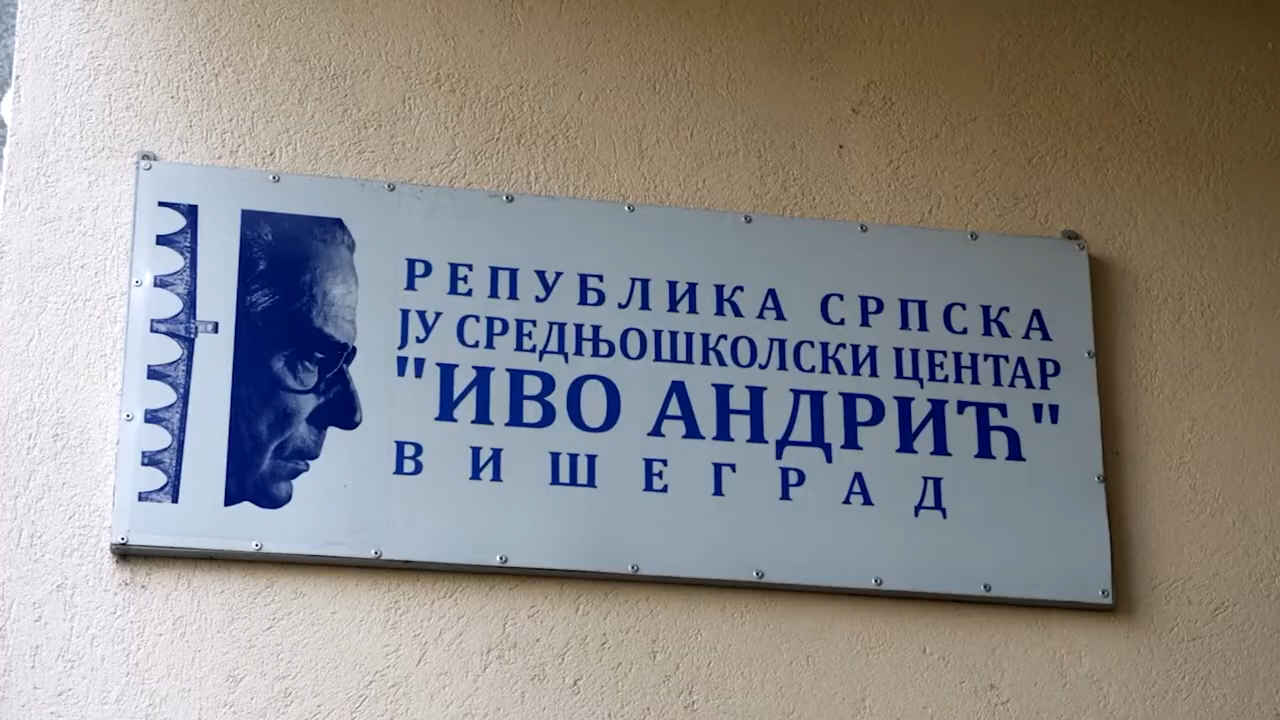 РЕПУБЛИКА СРПСКА
ЈУ СРЕДЊОШКОЛСКИ ЦЕНТАР
"ИВО АНДРИЋ"
ВИШЕГРАД